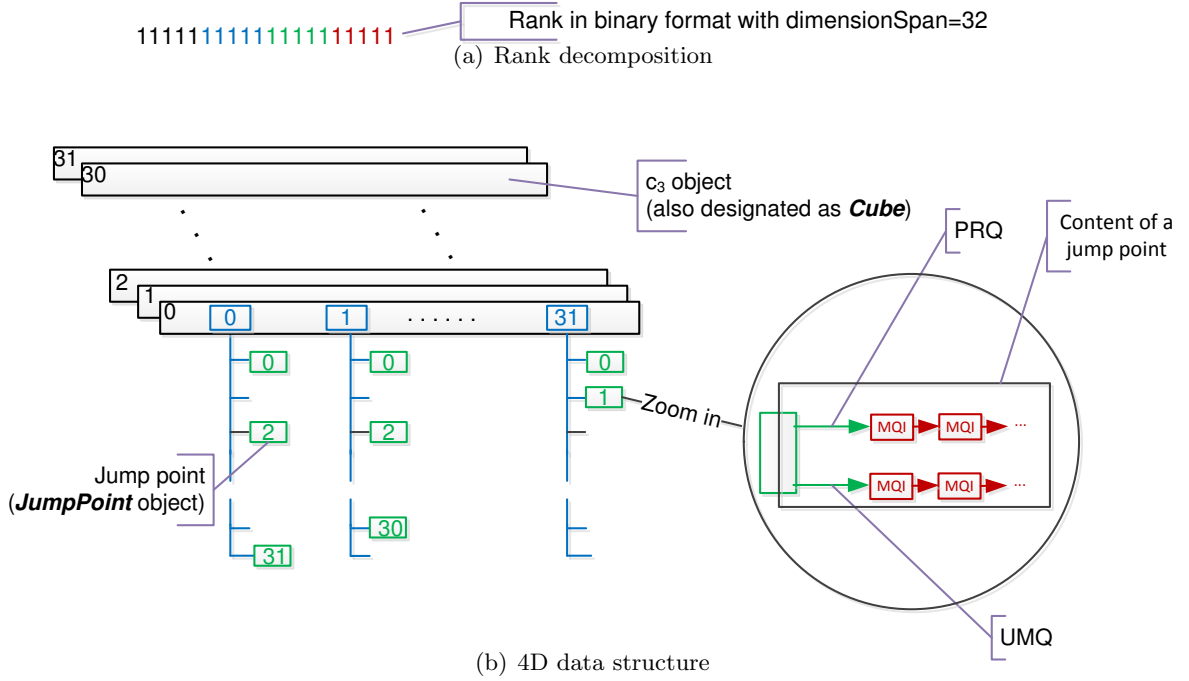 11111111111111111111
Rank in binary format with dimensionSpan=32
(a) Rank decomposition
31
30
c₃ object
(also designated as Cube)
PRQ
Content of a
jump point
. . . .
2
1
0
0
1
. . . . . .
31
0
0
0
1
Zoom in
2
2
MQI
MQI
...
Jump point
(JumpPoint object)
MQI
MQI
...
30
31
UMQ
(b) 4D data structure